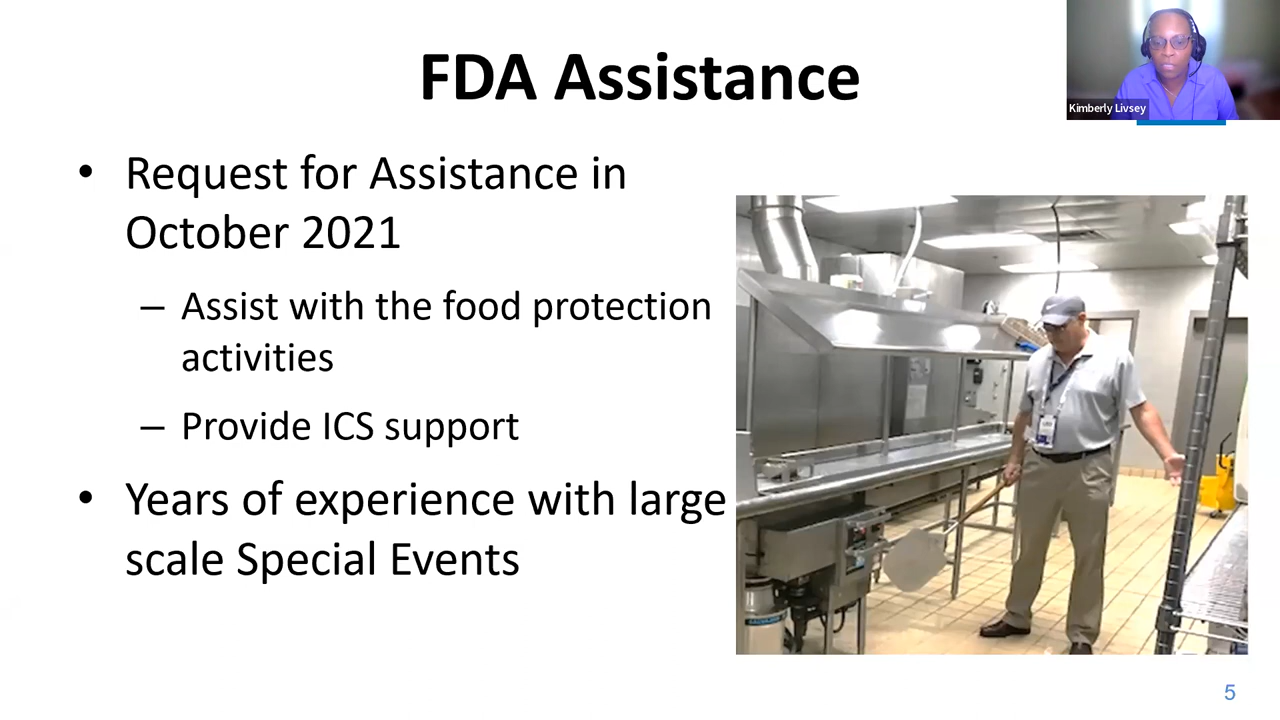 FDA Assistance
Kimberly Livsey
• Request for Assistance in
October 2021
– Assist with the food protection
activities
– Provide ICS support
• Years of experience with large
scale Special Events
5